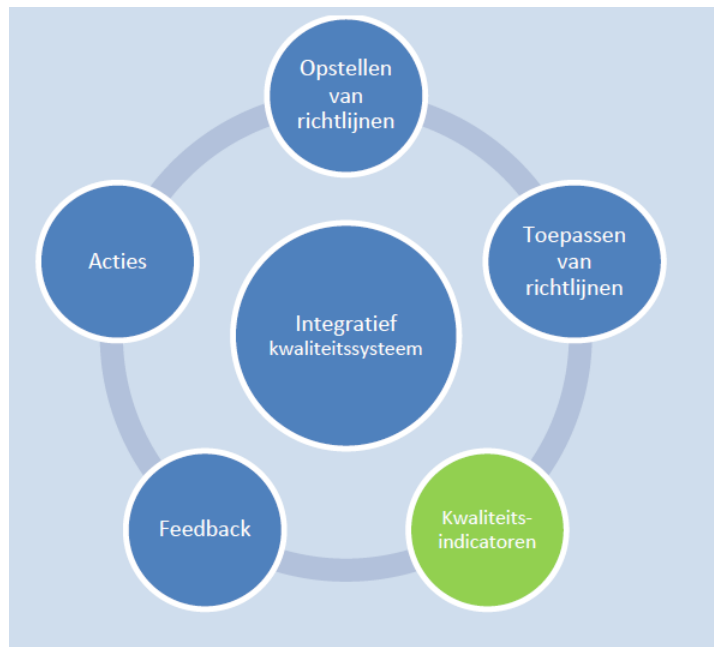 Opstellen
van
richtlijnen
Toepassen
van
richtlijnen
Kwaliteits-
indicatoren
Feedback
Acties
Integratief
kwaliteitssysteem